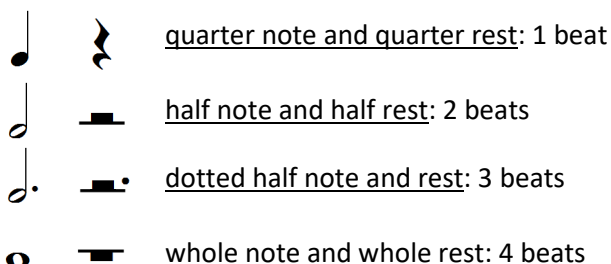 quarter note and quarter rest: 1 beat
half note and half rest: 2 beats
dotted half note and rest: 3 beats
whole note and whole rest: 4 beats